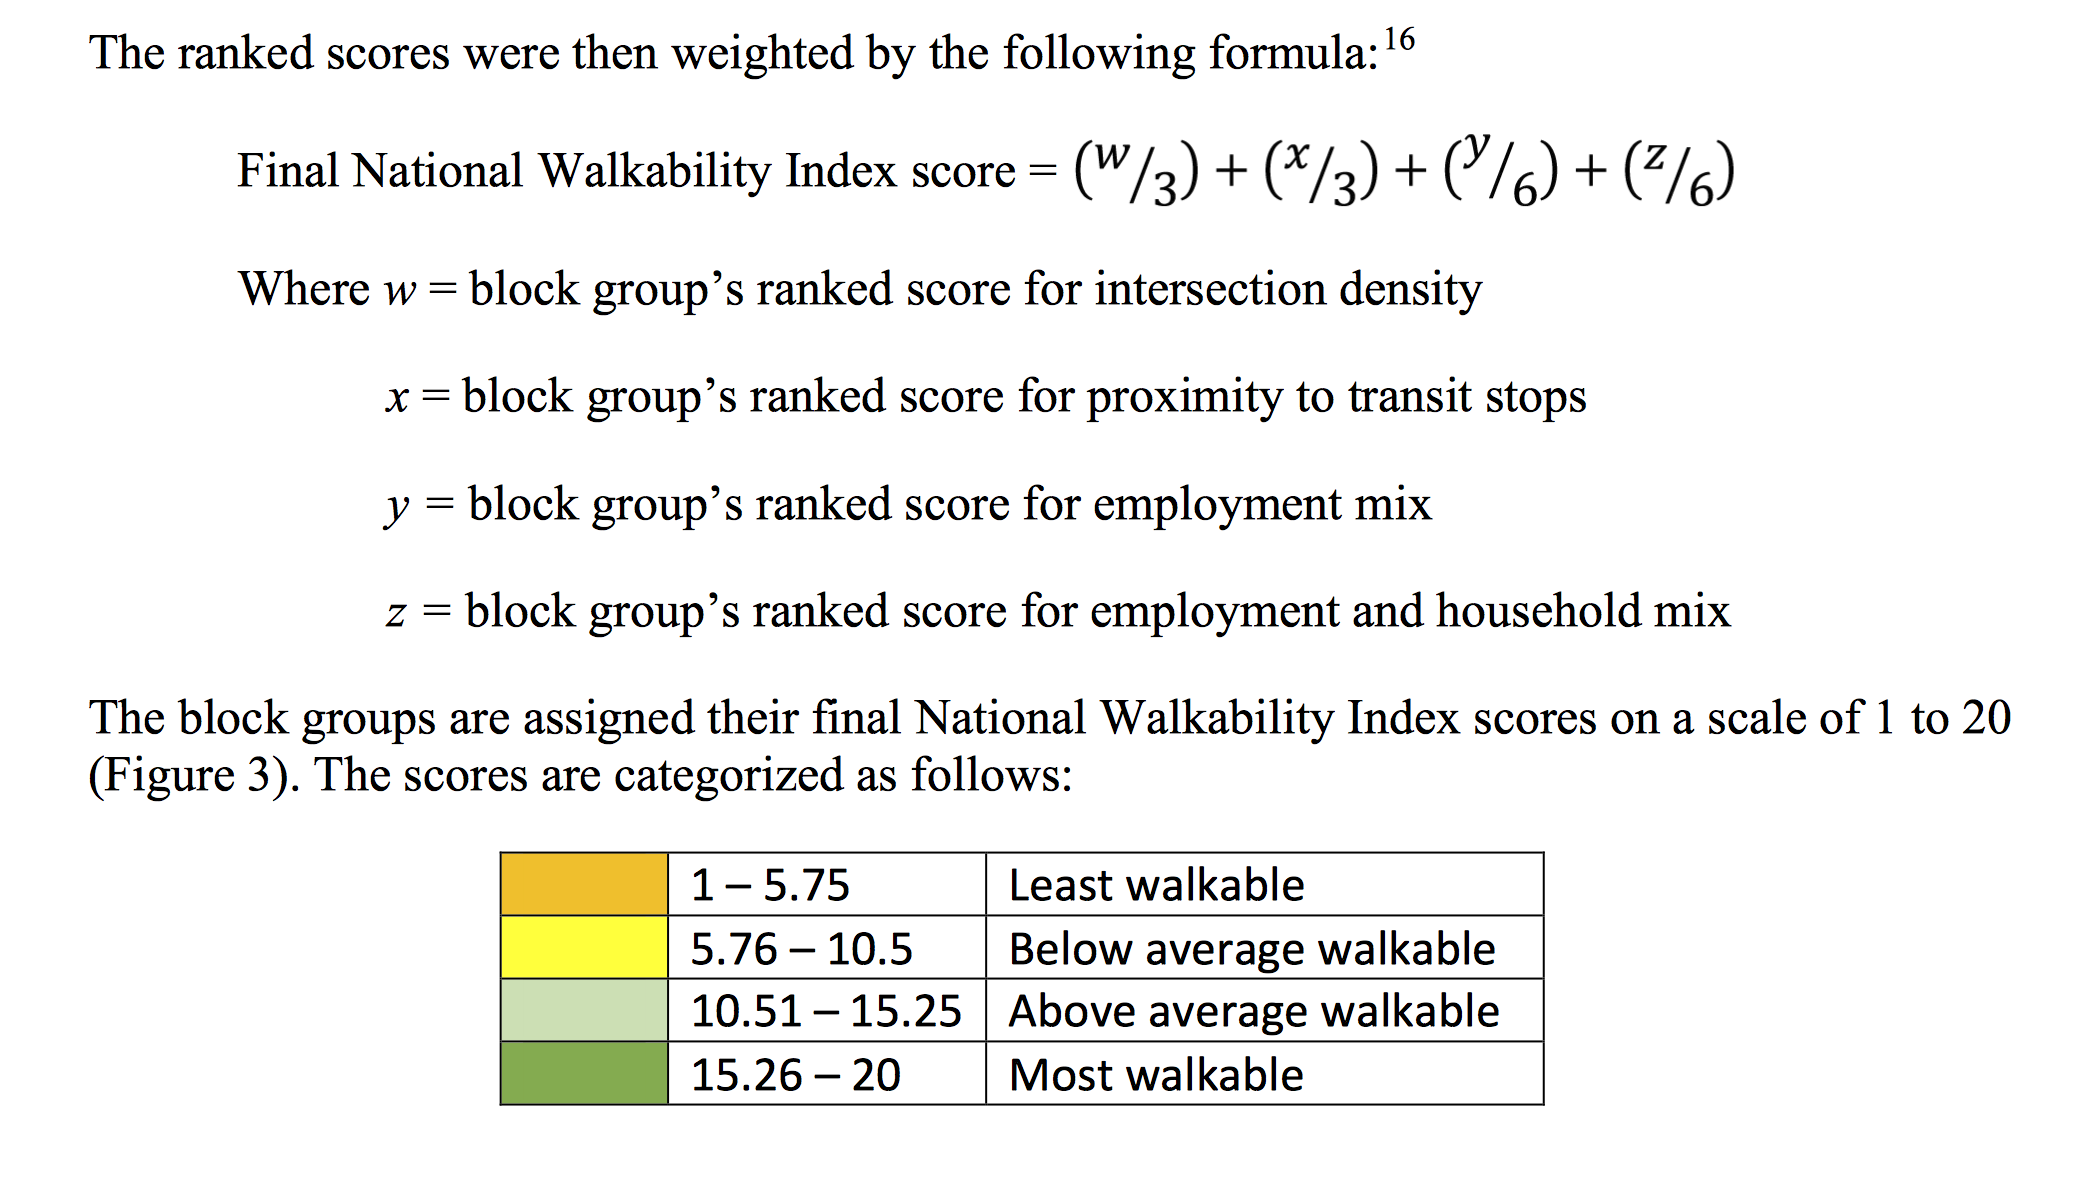 The ranked scores were then weighted by the following formula:16
Final National Walkability Index score = (w/3) + (x/3) + (y/6) + (z/6)
Where w = block group’s ranked score for intersection density
x = block group’s ranked score for proximity to transit stops
y = block group’s ranked score for employment mix
z = block group’s ranked score for employment and household mix
The block groups are assigned their final National Walkability Index scores on a scale of 1 to 20
(Figure 3). The scores are categorized as follows:
1 – 5.75 Least walkable
5.76 – 10.5 Below average walkable
10.51 – 15.25 Above average walkable
15.26 – 20 Most walkable